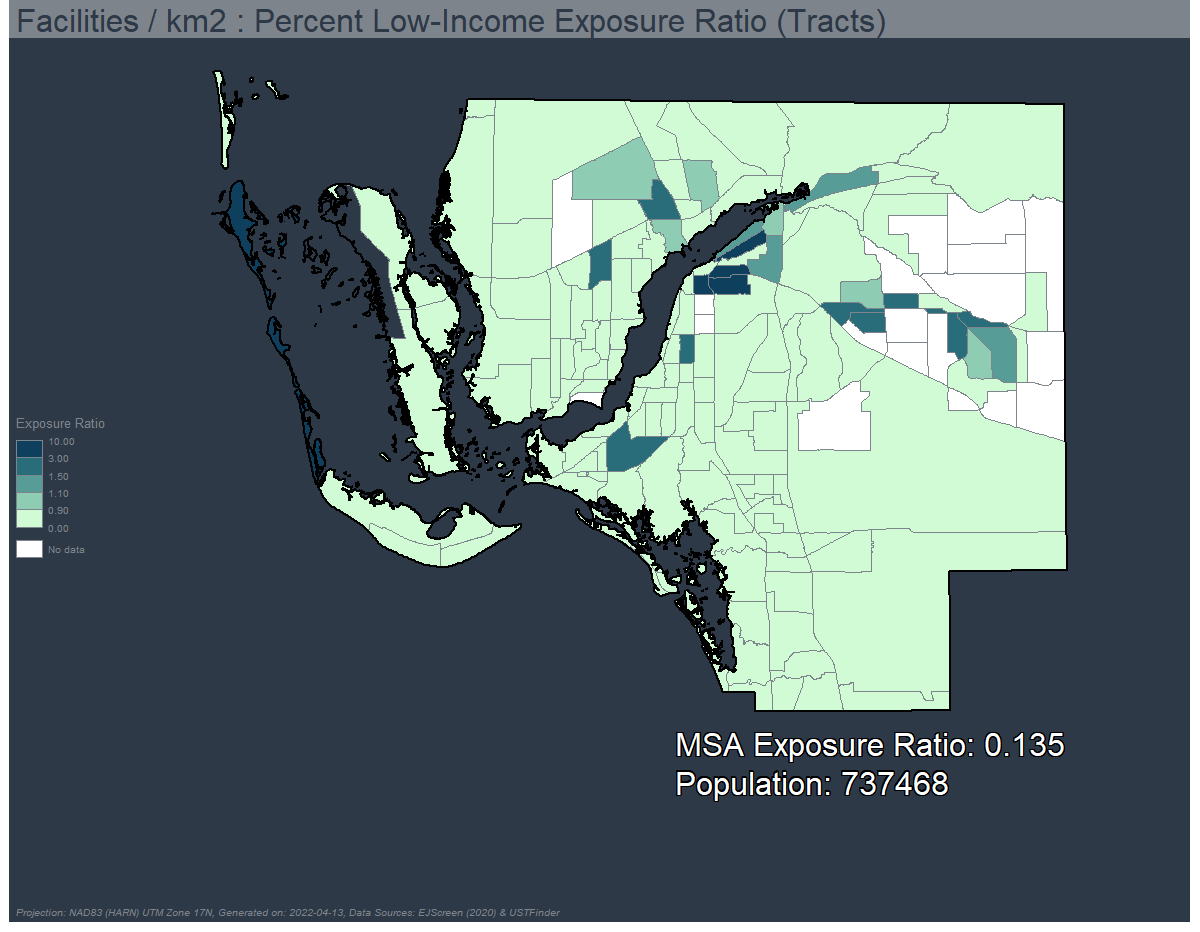 Facilities / km2 : Percent Low-Income Exposure Ratio (Tracts)
Exposure Ratio
10.00
3.00
1.50
1.10
0.90
0.00
No data
MSA Exposure Ratio: 0.135
Population: 737468
Projection: NAD83 (HARN) UTM Zone 17N, Generated on: 2022-04-13, Data Sources: EJScreen (2020) & USTFinder